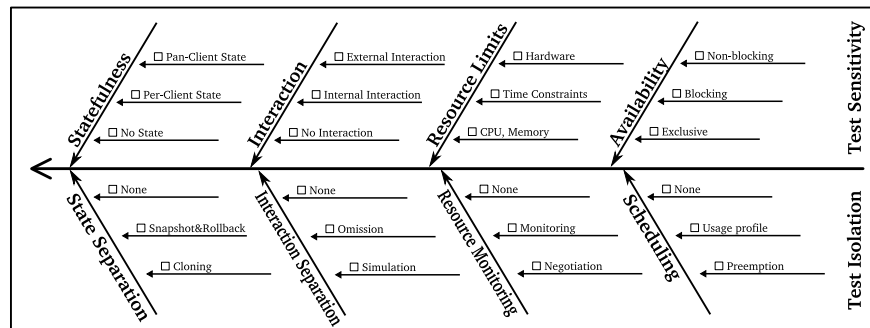 Statefulness
☐ Pan-Client State
☐ Per-Client State
☐ No State
Interaction
☐ External Interaction
☐ Internal Interaction
☐ No Interaction
Resource Limits
☐ Hardware
☐ Time Constraints
☐ CPU, Memory
Availability
☐ Non-blocking
☐ Blocking
☐ Exclusive
Test Sensitivity
State Separation
☐ None
☐ Snapshot&Rollback
☐ Cloning
Interaction Separation
☐ None
☐ Omission
☐ Simulation
Resource Monitoring
☐ None
☐ Monitoring
☐ Negotiation
Scheduling
☐ None
☐ Usage profile
☐ Preemption
Test Isolation